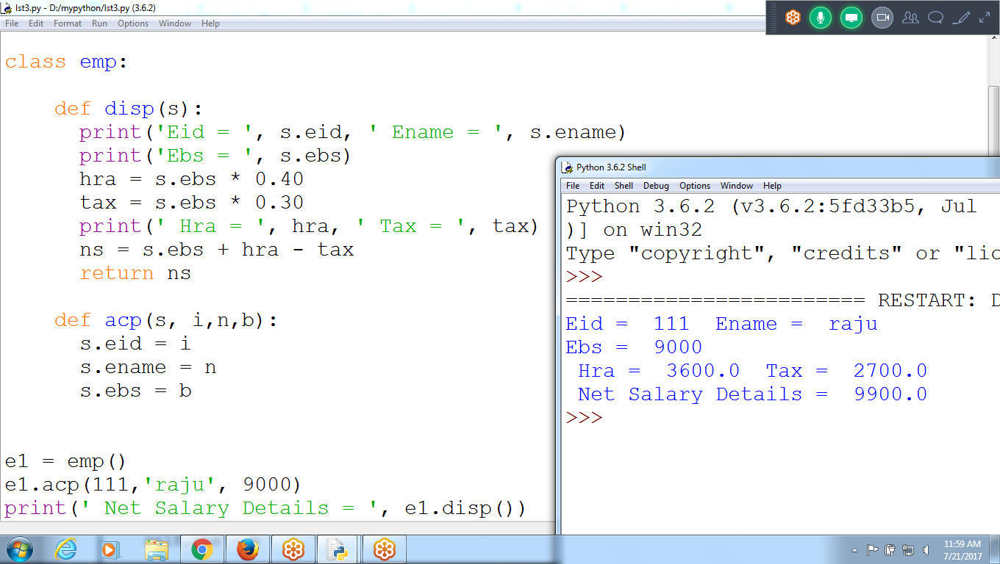 lst3.py - D:/mypython/lst3.py (3.6.2)
File Edit Format Run Options Window Help
class emp:
def disp(s):
print('Eid = ', s.eid, ' Ename = ', s.ename)
print('Ebs = ', s.ebs)
hra = s.ebs * 0.40
tax = s.ebs * 0.30
print(' Hra = ', hra, ' Tax = ', tax)
ns = s.ebs + hra - tax
return ns
def acp(s, i,n,b):
s.eid = i
s.ename = n
s.ebs = b
e1 = emp()
e1.acp(111,'raju', 9000)
print(' Net Salary Details = ', e1.disp())
Python 3.6.2 Shell
File Edit Shell Debug Options Window Help
Python 3.6.2 (v3.6.2:5fd33b5, Jul
)] on win32
Type "copyright", "credits" or "lic
>>>
======================== RESTART: D
Eid =  111  Ename =  raju
Ebs =  9000
Hra =  3600.0  Tax =  2700.0
Net Salary Details =  9900.0
>>>
11:59 AM
7/21/2017